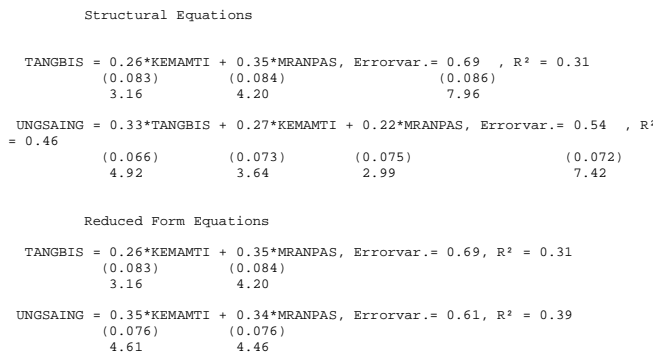 Structural Equations
TANGBIS = 0.26*KEMAMTI + 0.35*MRANPAS, Errorvar.= 0.69 , R² = 0.31
(0.083) (0.084) (0.086)
3.16 4.20 7.96
UNGSAING = 0.33*TANGBIS + 0.27*KEMAMTI + 0.22*MRANPAS, Errorvar.= 0.54 , R²
= 0.46
(0.066) (0.073) (0.075) (0.072)
4.92 3.64 2.99 7.42
Reduced Form Equations
TANGBIS = 0.26*KEMAMTI + 0.35*MRANPAS, Errorvar.= 0.69, R² = 0.31
(0.083) (0.084)
3.16 4.20
UNGSAING = 0.35*KEMAMTI + 0.34*MRANPAS, Errorvar.= 0.61, R² = 0.39
(0.076) (0.076)
4.61 4.46